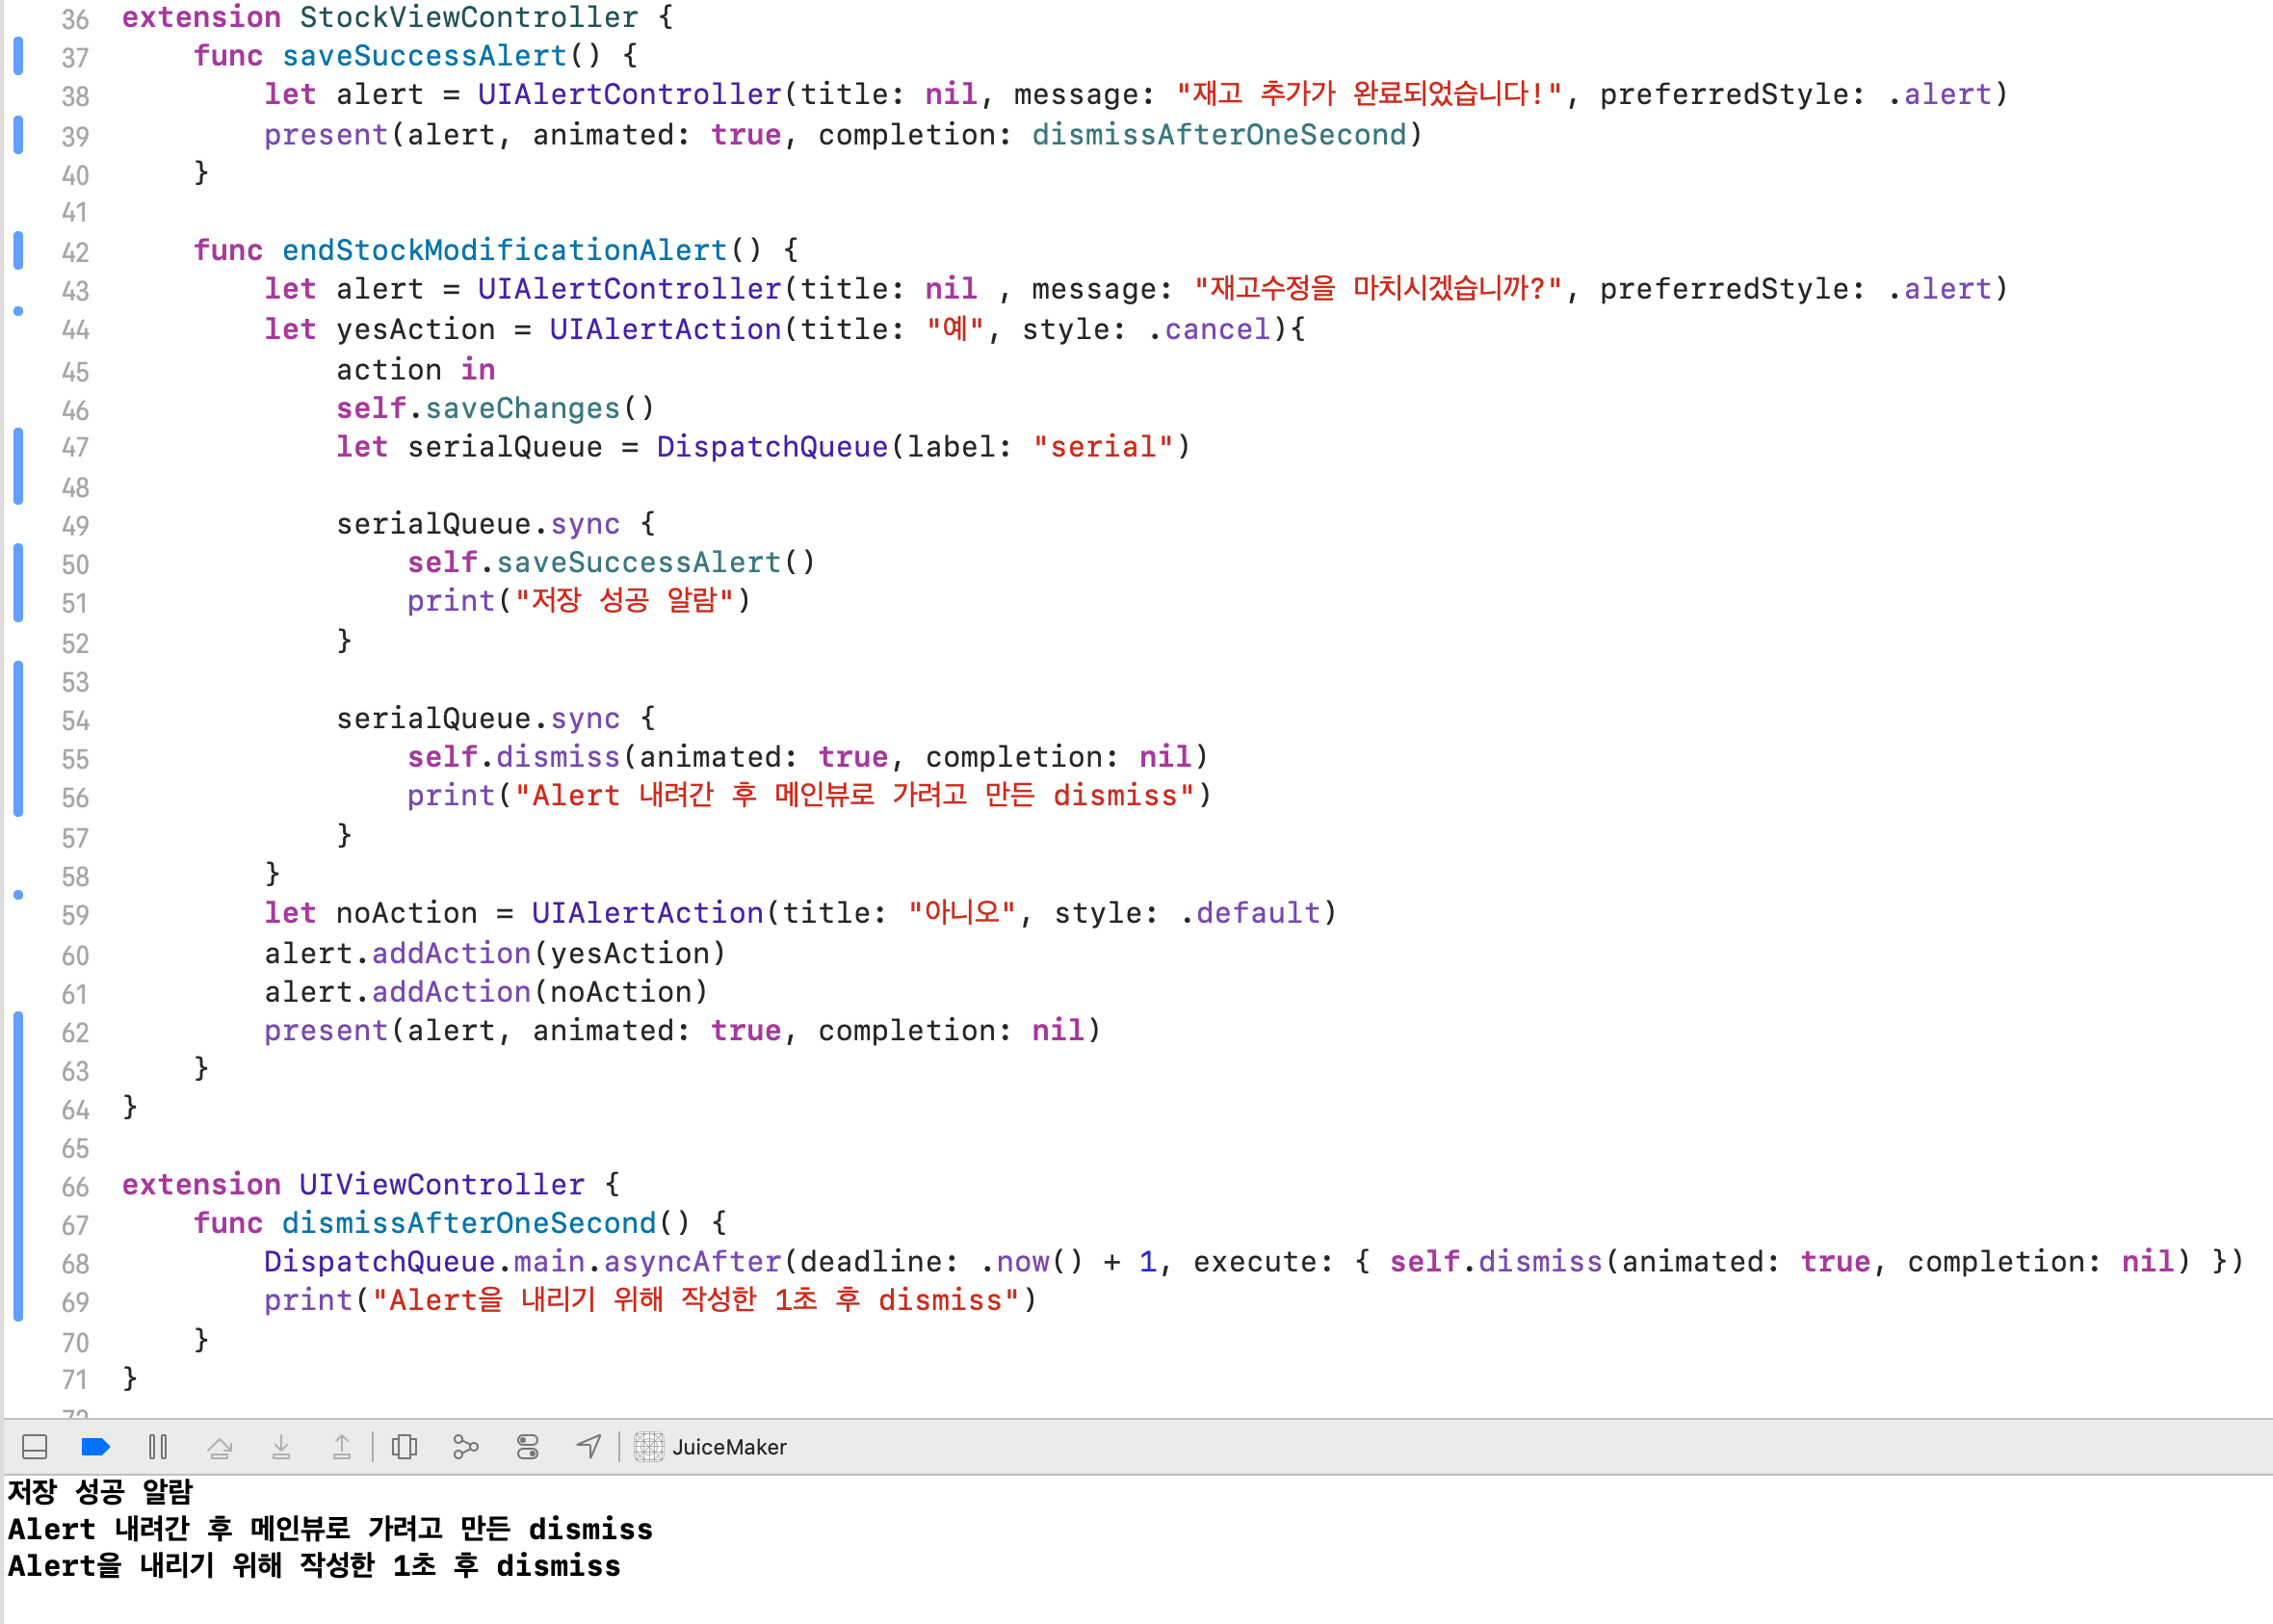 36 extension StockViewController {
37 func saveSuccessAlert() {
38 let alert = UIAlertController(title: nil, message: "재고 추가가 완료되었습니다!", preferredStyle: .alert)
39 present(alert, animated: true, completion: dismissAfterOneSecond)
40 }
41
42 func endStockModificationAlert() {
43 let alert = UIAlertController(title: nil , message: "재고수정을 마치시겠습니까?", preferredStyle: .alert)
44 let yesAction = UIAlertAction(title: "예", style: .cancel){
45 action in
46 self.saveChanges()
47 let serialQueue = DispatchQueue(label: "serial")
48
49 serialQueue.sync {
50 self.saveSuccessAlert()
51 print("저장 성공 알람")
52 }
53
54 serialQueue.sync {
55 self.dismiss(animated: true, completion: nil)
56 print("Alert 내려간 후 메인뷰로 가려고 만든 dismiss")
57 }
58 }
59 let noAction = UIAlertAction(title: "아니오", style: .default)
60 alert.addAction(yesAction)
61 alert.addAction(noAction)
62 present(alert, animated: true, completion: nil)
63 }
64 }
65
66 extension UIViewController {
67 func dismissAfterOneSecond() {
68 DispatchQueue.main.asyncAfter(deadline: .now() + 1, execute: { self.dismiss(animated: true, completion: nil) })
69 print("Alert을 내리기 위해 작성한 1초 후 dismiss")
70 }
71 }
72
JuiceMaker
저장 성공 알람
Alert 내려간 후 메인뷰로 가려고 만든 dismiss
Alert을 내리기 위해 작성한 1초 후 dismiss